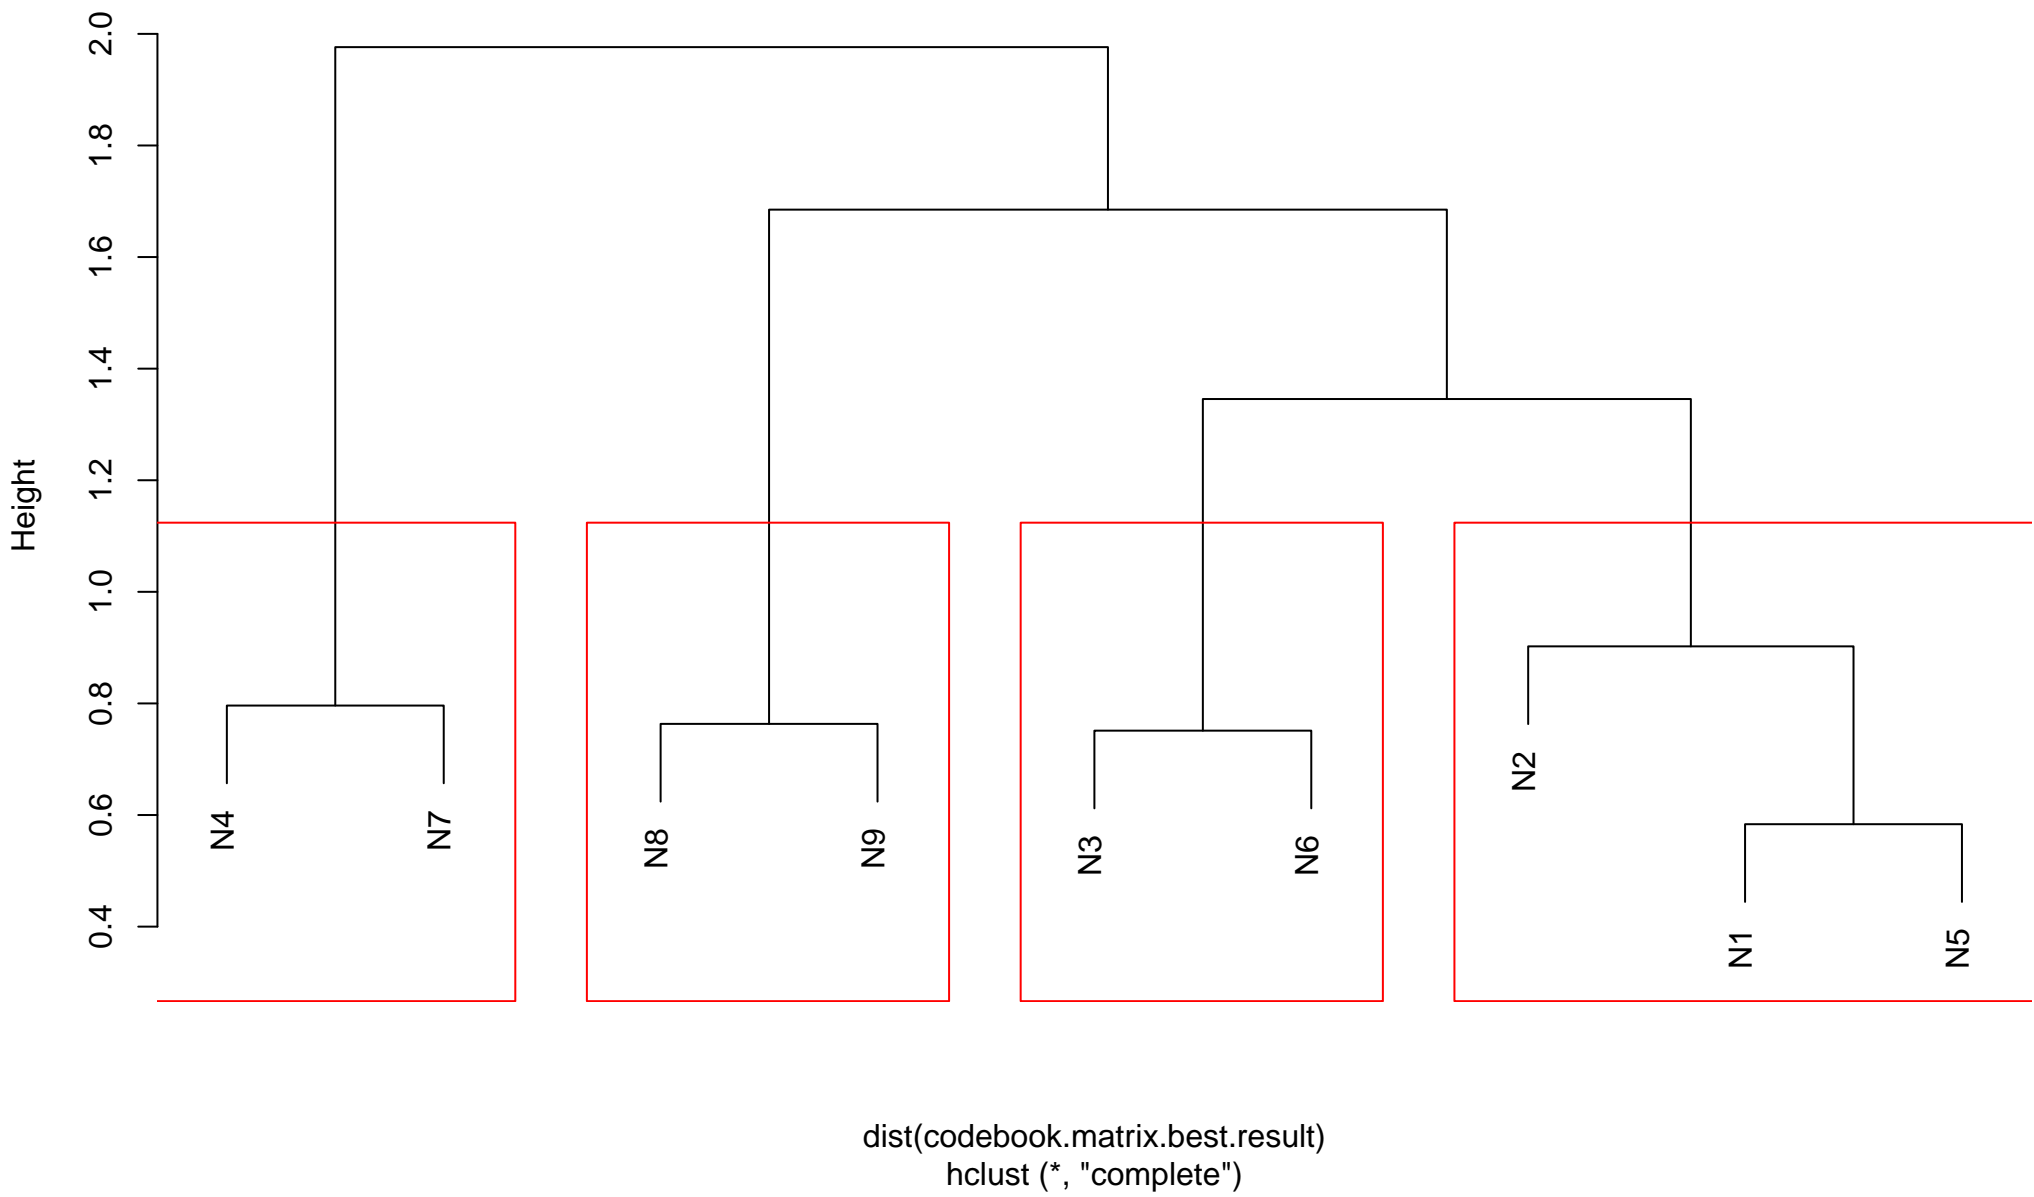 2.0
1.8
1.6
1.4
1.2
1.0
0.8
0.6
0.4
Height
N4
N7
N8
N9
N3
N6
N2
N1
N5
dist(codebook.matrix.best.result)
hclust (*, "complete")